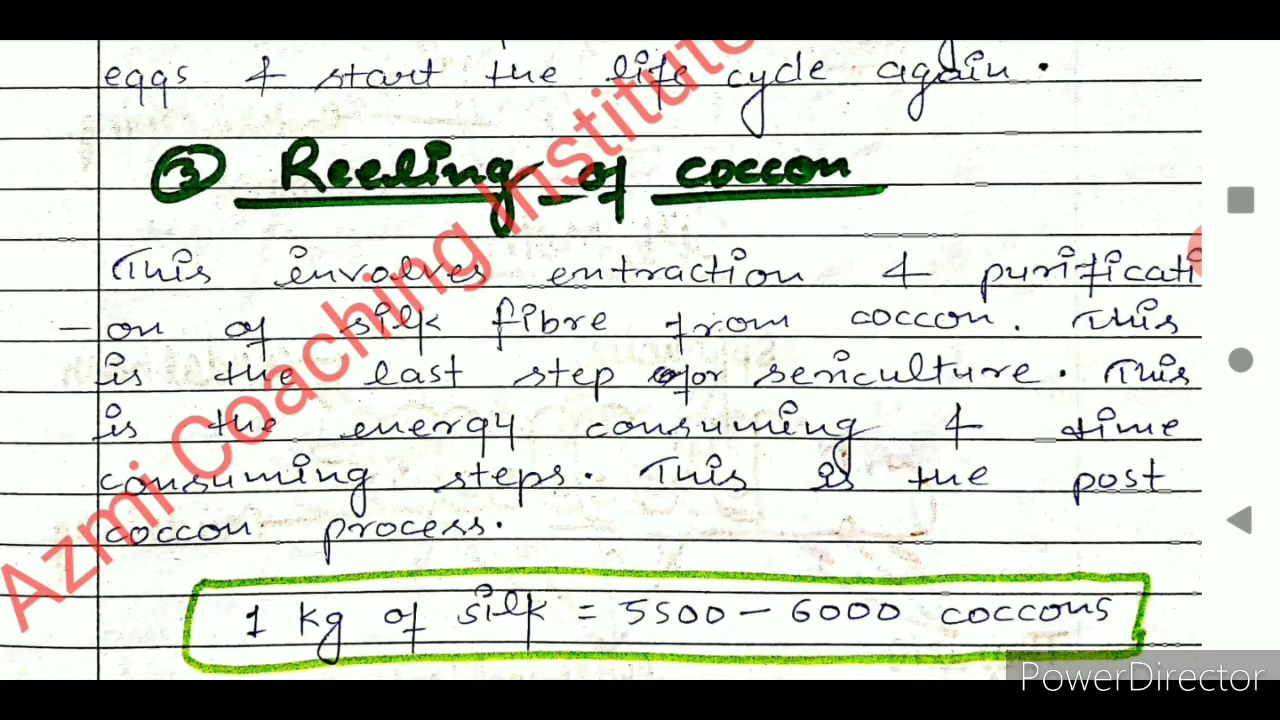 eggs & start the life cycle again.
③ Reeling of coccon
This involves entraction & purificati
-on of silk fibre from coccon. This
is the last step of or sericulture. This
is the energy consuming & time
consuming steps. This is the post
coccon process.
1 kg of silk = 5500 - 6000 coccons
Azmi Coaching Institute
PowerDirector